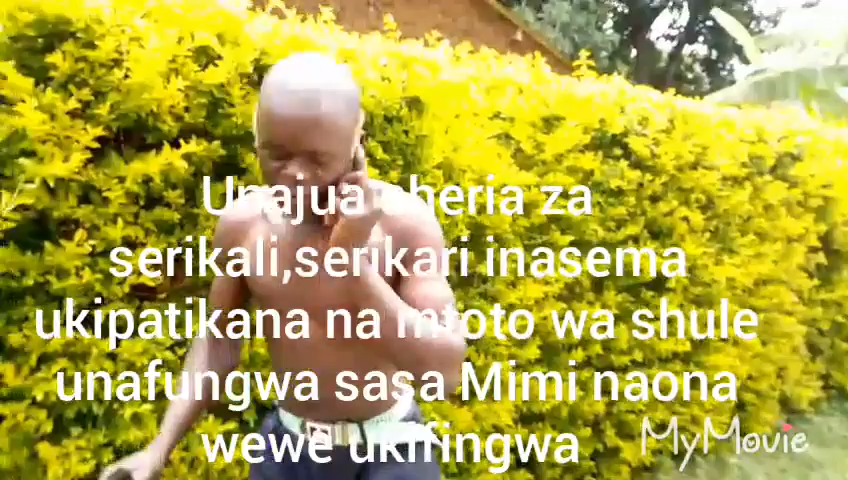 Unajua sheria za
serikali,serikari inasema
ukipatikana na mtoto wa shule
unafungwa sasa Mimi naona
wewe ukifingwa
MyMovie